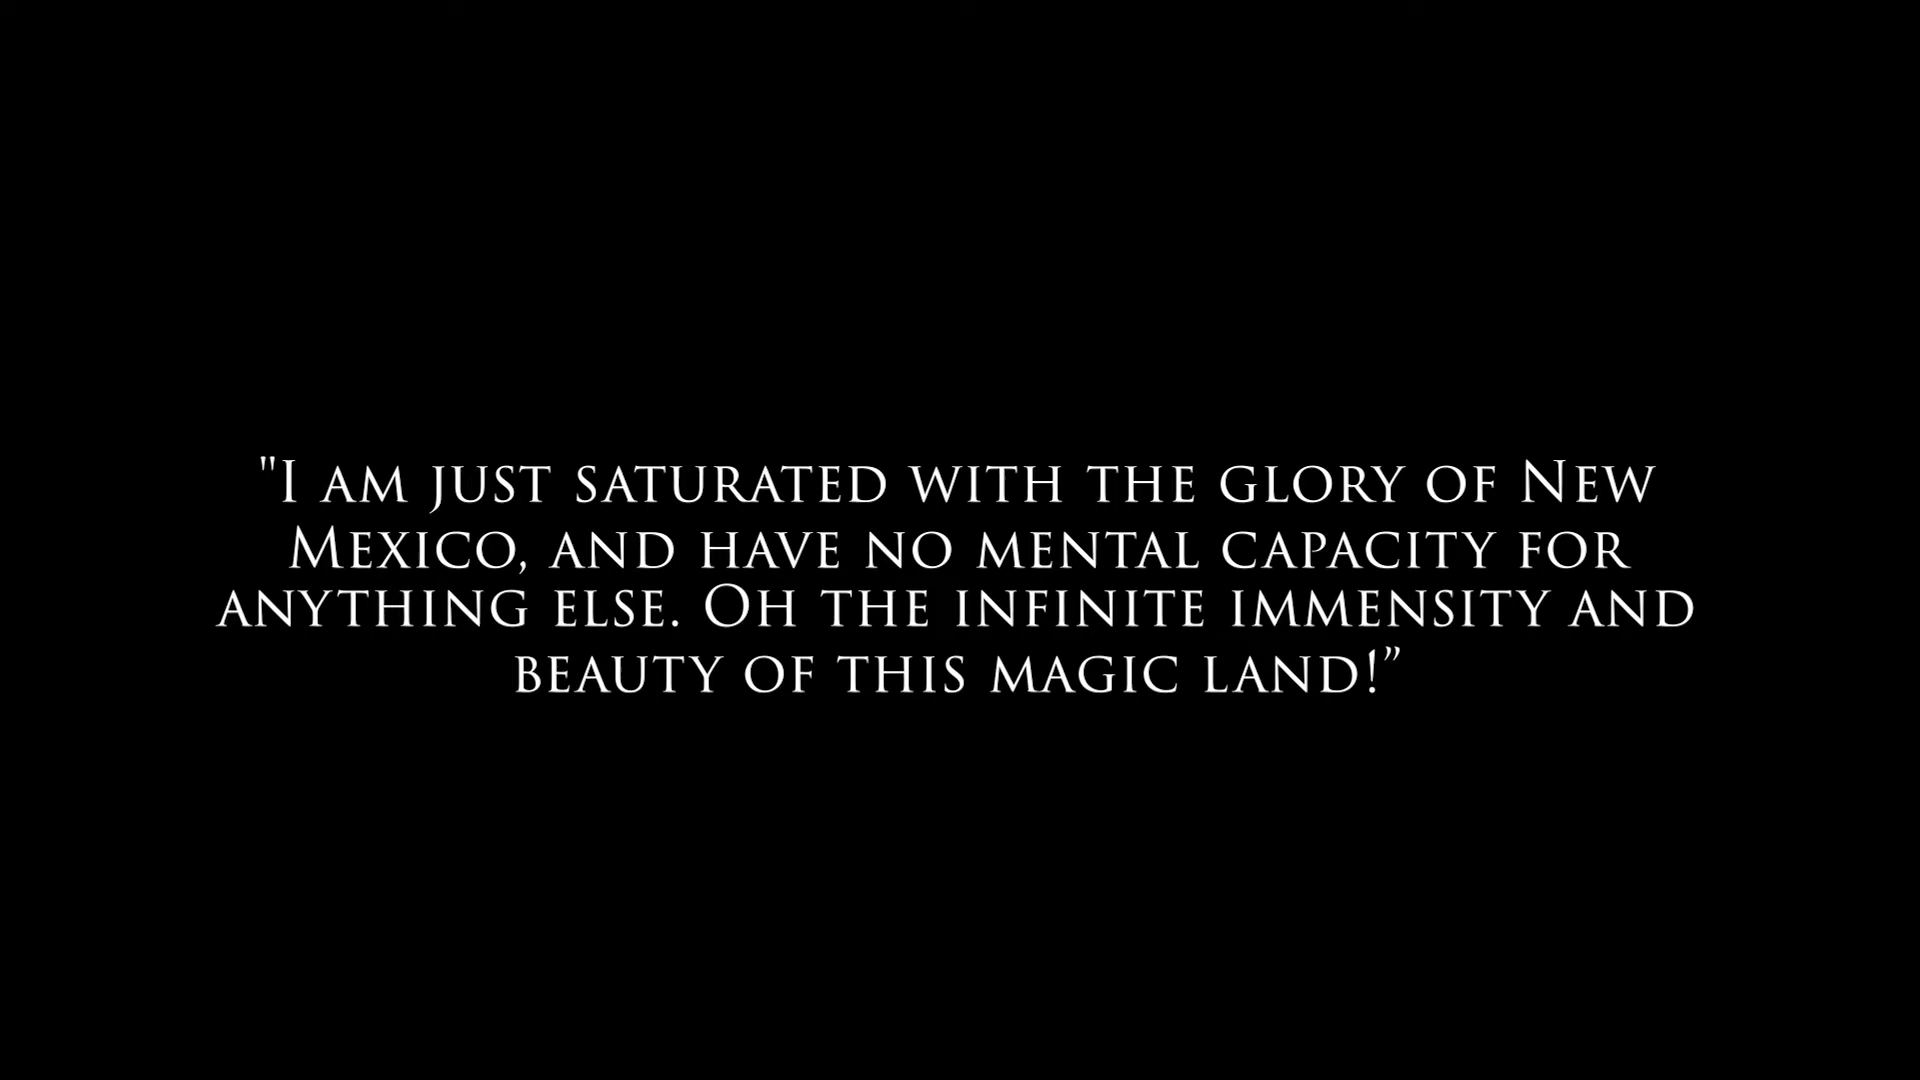 "I am just saturated with the glory of New
Mexico, and have no mental capacity for
anything else. Oh the infinite immensity and
beauty of this magic land!”